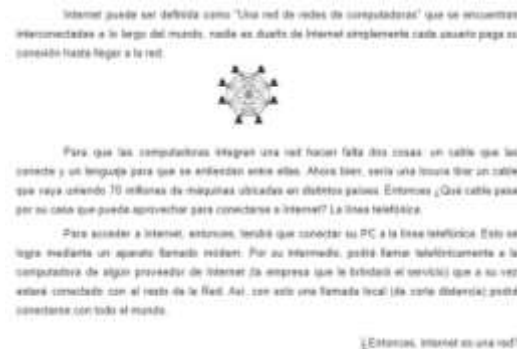 Internet puede ser definida como "Una red de redes de computadoras" que se encuentran
interconectadas a lo largo del mundo, nadie es dueño de Internet simplemente cada usuario paga su
conexión hasta llegar a la red.
Para que las computadoras integren una red hacen falta dos cosas: un cable que las
conecte y un lenguaje para que se entiendan entre ellas. Ahora bien, sería una locura tirar un cable
que vaya uniendo 70 millones de máquinas ubicadas en distintos países. Entonces ¿Qué cable pasa
por su casa que pueda aprovechar para conectarse a Internet? La línea telefónica.
Para acceder a Internet, entonces, tendrá que conectar su PC a la línea telefónica. Esto se
logra mediante un aparato llamado módem. Por su intermedio, podrá llamar telefónicamente a la
computadora de algún proveedor de Internet (la empresa que le brindará el servicio) que a su vez
estará conectado con el resto de la Red. Así, con solo una llamada local (de corta distancia) podrá
conectarse con todo el mundo.
¿Entonces, Internet es una red?